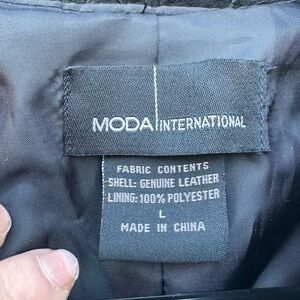 MODA INTERNATIONAL
FABRIC CONTENTS
SHELL: GENUINE LEATHER
LINING: 100% POLYESTER
L
MADE IN CHINA